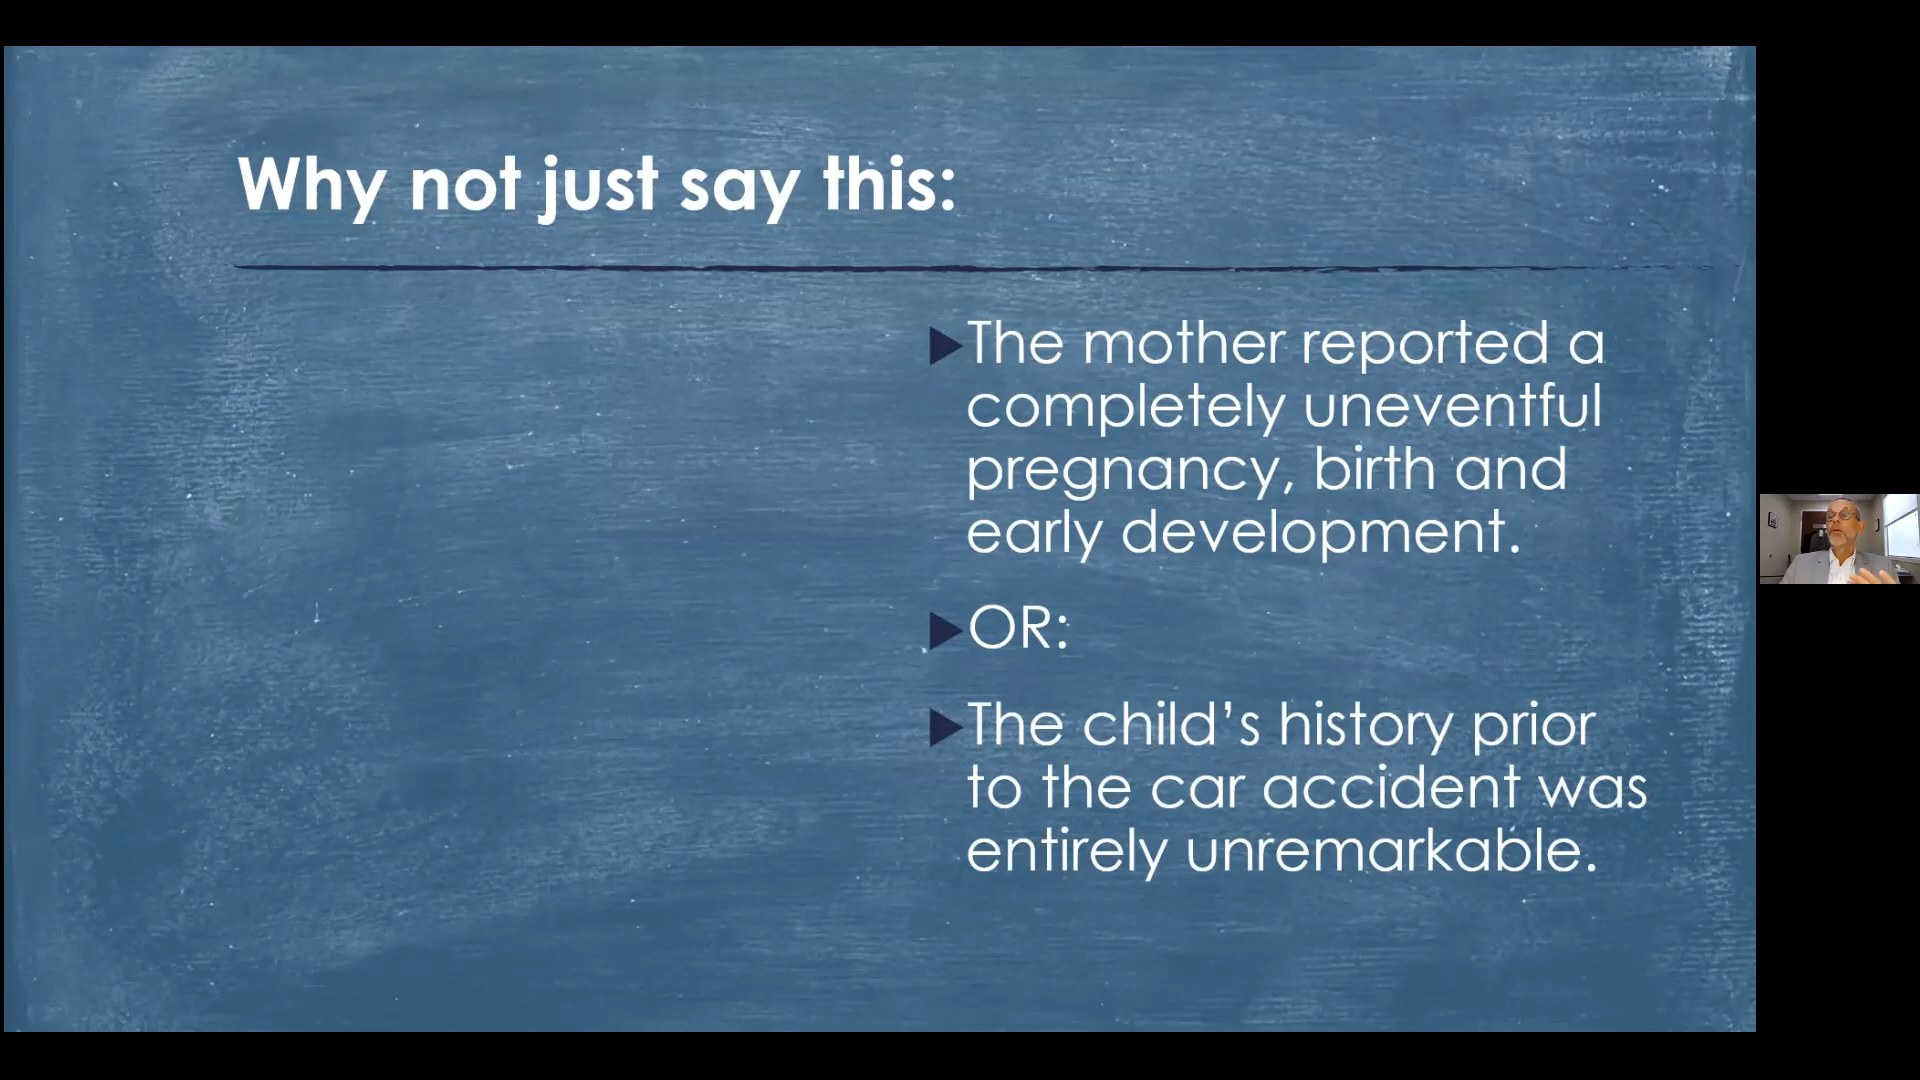 Why not just say this:
The mother reported a
completely uneventful
pregnancy, birth and
early development.
OR:
The child’s history prior
to the car accident was
entirely unremarkable.